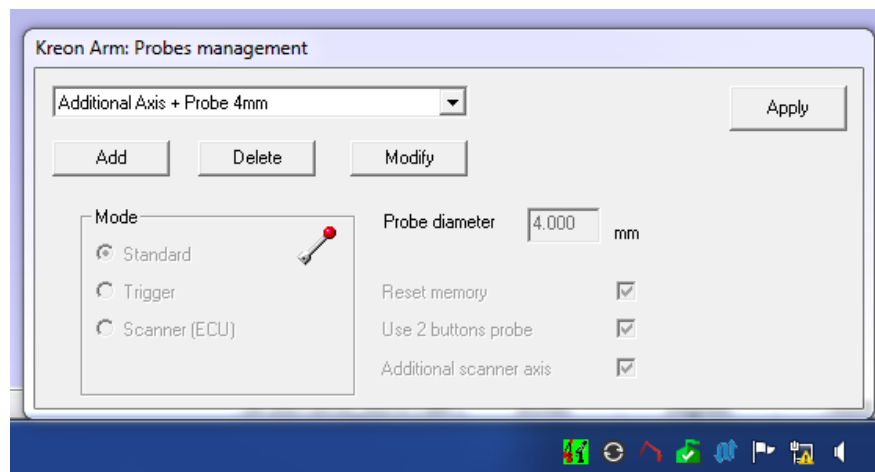 Kreon Arm: Probes management
Additional Axis + Probe 4mm
Apply
Add Delete Modify
Mode
Probe diameter 4.000 mm
Standard
Trigger
Reset memory
Scanner (ECU)
Use 2 buttons probe
Additional scanner axis